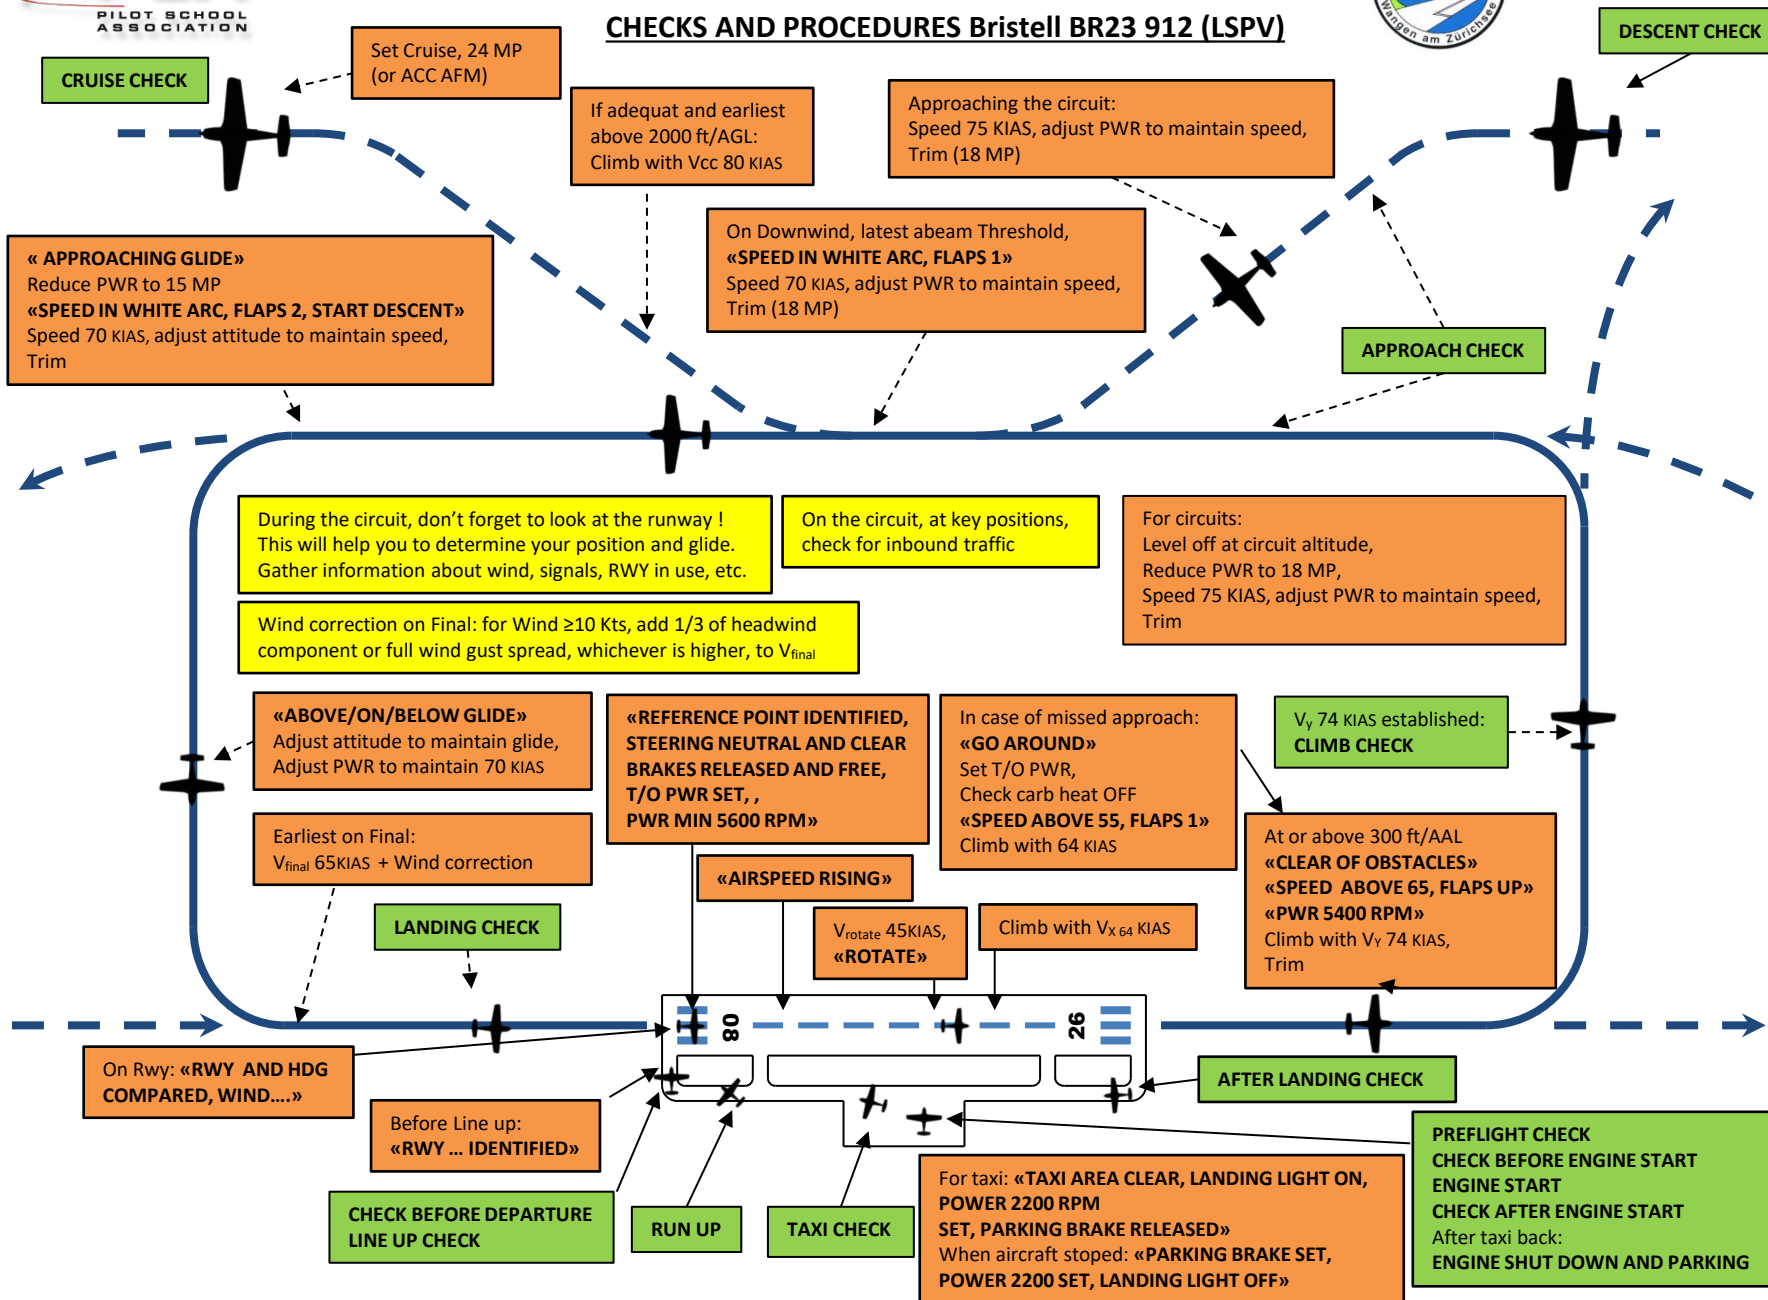 PILOT SCHOOL
ASSOCIATION
CHECKS AND PROCEDURES Bristell BR23 912 (LSPV)
Wangen am Zürichsee
DESCENT CHECK
CRUISE CHECK
Set Cruise, 24 MP
(or ACC AFM)
If adequat and earliest
above 2000 ft/AGL:
Climb with Vcc 80 KIAS
Approaching the circuit:
Speed 75 KIAS, adjust PWR to maintain speed,
Trim (18 MP)
« APPROACHING GLIDE»
Reduce PWR to 15 MP
«SPEED IN WHITE ARC, FLAPS 2, START DESCENT»
Speed 70 KIAS, adjust attitude to maintain speed,
Trim
On Downwind, latest abeam Threshold,
«SPEED IN WHITE ARC, FLAPS 1»
Speed 70 KIAS, adjust PWR to maintain speed,
Trim (18 MP)
APPROACH CHECK
During the circuit, don’t forget to look at the runway !
This will help you to determine your position and glide.
Gather information about wind, signals, RWY in use, etc.
On the circuit, at key positions,
check for inbound traffic
For circuits:
Level off at circuit altitude,
Reduce PWR to 18 MP,
Speed 75 KIAS, adjust PWR to maintain speed,
Trim
Wind correction on Final: for Wind ≥10 Kts, add 1/3 of headwind
component or full wind gust spread, whichever is higher, to Vfinal
«ABOVE/ON/BELOW GLIDE»
Adjust attitude to maintain glide,
Adjust PWR to maintain 70 KIAS
«REFERENCE POINT IDENTIFIED,
STEERING NEUTRAL AND CLEAR
BRAKES RELEASED AND FREE,
T/O PWR SET, ,
PWR MIN 5600 RPM»
In case of missed approach:
«GO AROUND»
Set T/O PWR,
Check carb heat OFF
«SPEED ABOVE 55, FLAPS 1»
Climb with 64 KIAS
Vy 74 KIAS established:
CLIMB CHECK
Earliest on Final:
Vfinal 65KIAS + Wind correction
«AIRSPEED RISING»
At or above 300 ft/AAL
«CLEAR OF OBSTACLES»
«SPEED ABOVE 65, FLAPS UP»
«PWR 5400 RPM»
Climb with VY 74 KIAS,
Trim
LANDING CHECK
Vrotate 45KIAS,
«ROTATE»
Climb with VX 64 KIAS
08
26
On Rwy: «RWY AND HDG
COMPARED, WIND....»
AFTER LANDING CHECK
Before Line up:
«RWY ... IDENTIFIED»
CHECK BEFORE DEPARTURE
LINE UP CHECK
RUN UP
TAXI CHECK
For taxi: «TAXI AREA CLEAR, LANDING LIGHT ON,
POWER 2200 RPM
SET, PARKING BRAKE RELEASED»
When aircraft stoped: «PARKING BRAKE SET,
POWER 2200 SET, LANDING LIGHT OFF»
PREFLIGHT CHECK
CHECK BEFORE ENGINE START
ENGINE START
CHECK AFTER ENGINE START
After taxi back:
ENGINE SHUT DOWN AND PARKING